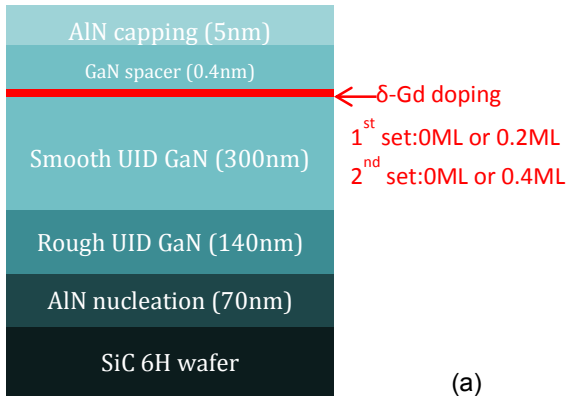 AlN capping (5nm)
GaN spacer (0.4nm)
δ-Gd doping
1st set:0ML or 0.2ML
2nd set:0ML or 0.4ML
Smooth UID GaN (300nm)
Rough UID GaN (140nm)
AlN nucleation (70nm)
SiC 6H wafer
(a)